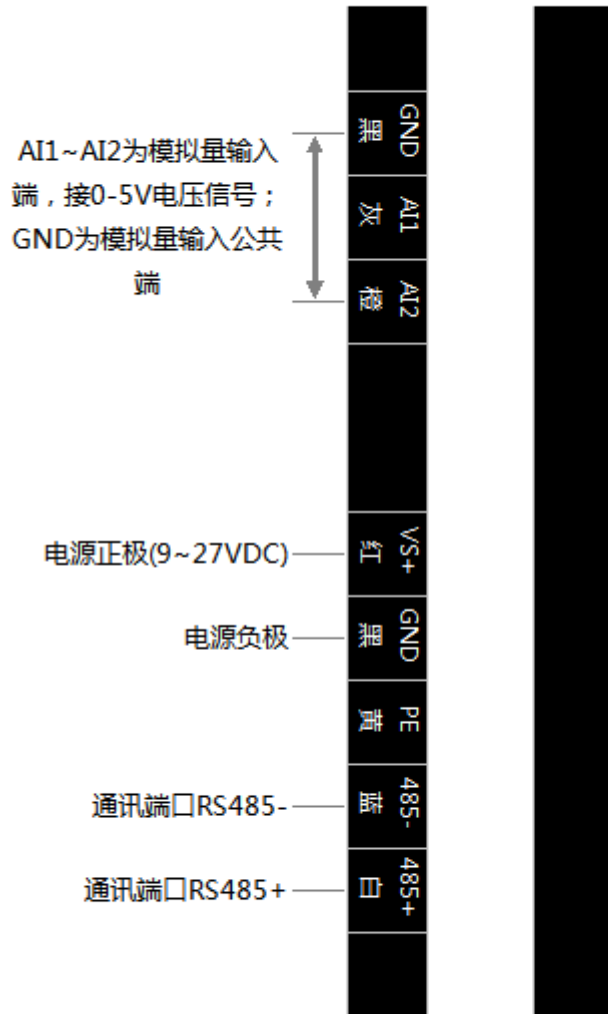 AI1~AI2为模拟量输入
端，接0-5V电压信号；
GND为模拟量输入公共
端
GND
黑
AI1
灰
AI2
橙
电源正极(9~27VDC)
VS+
红
电源负极
GND
黑
PE
黄
通讯端口RS485-
485-
蓝
通讯端口RS485+
485+
白